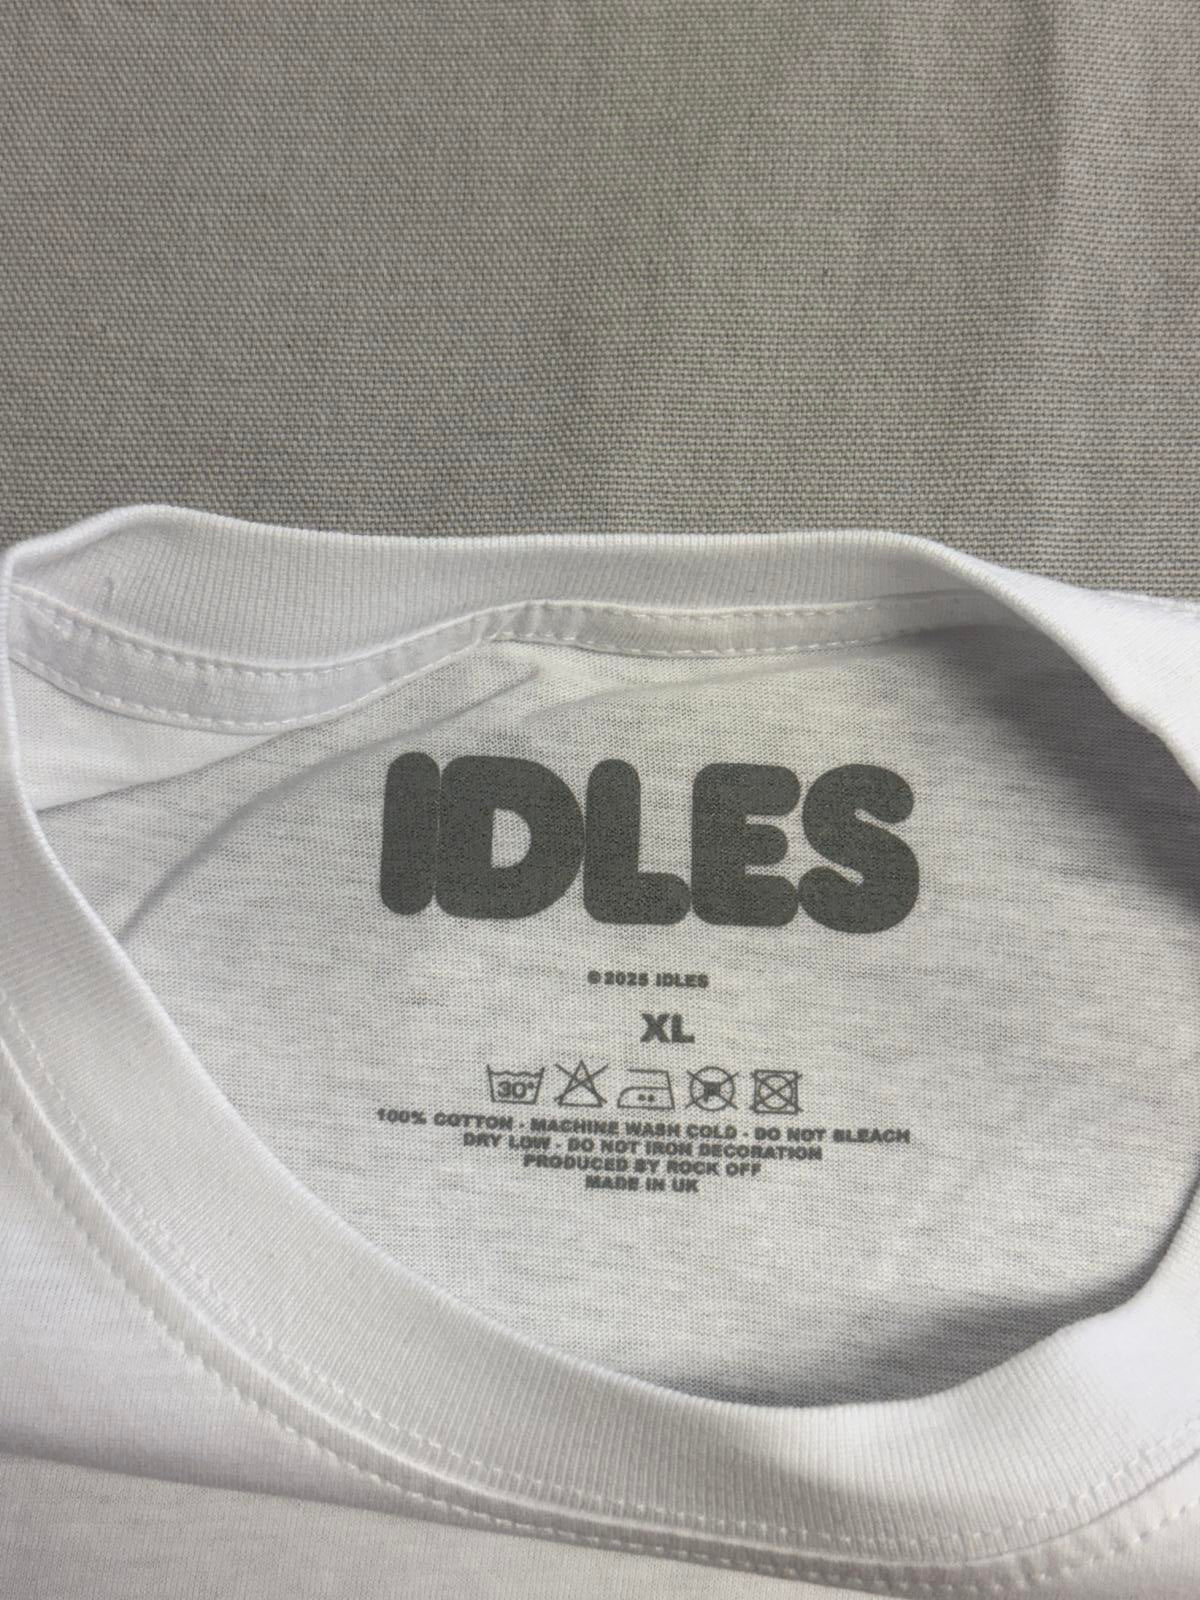 IDLES
©2025 IDLES
XL
30°
100% COTTON - MACHINE WASH COLD - DO NOT BLEACH
DRY LOW - DO NOT IRON DECORATION
PRODUCED BY ROCK OFF
MADE IN UK